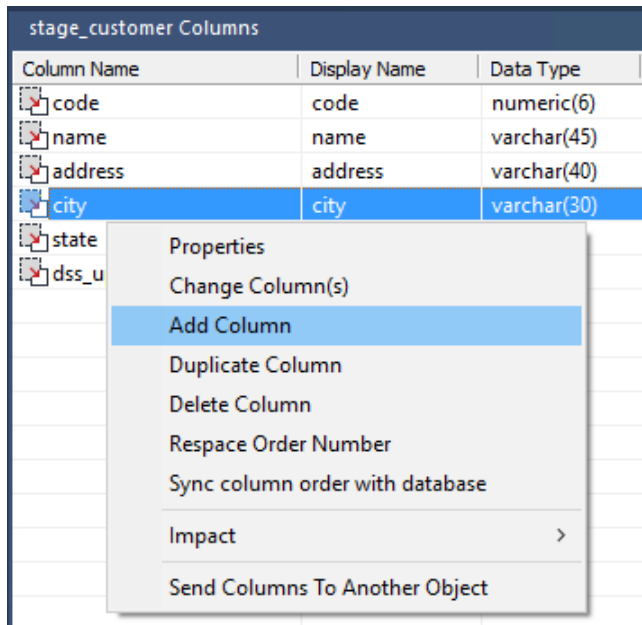 stage_customer Columns
Column Name Display Name Data Type
code code numeric(6)
name name varchar(45)
address address varchar(40)
city city varchar(30)
state
dss_u
Properties
Change Column(s)
Add Column
Duplicate Column
Delete Column
Respace Order Number
Sync column order with database
Impact
Send Columns To Another Object